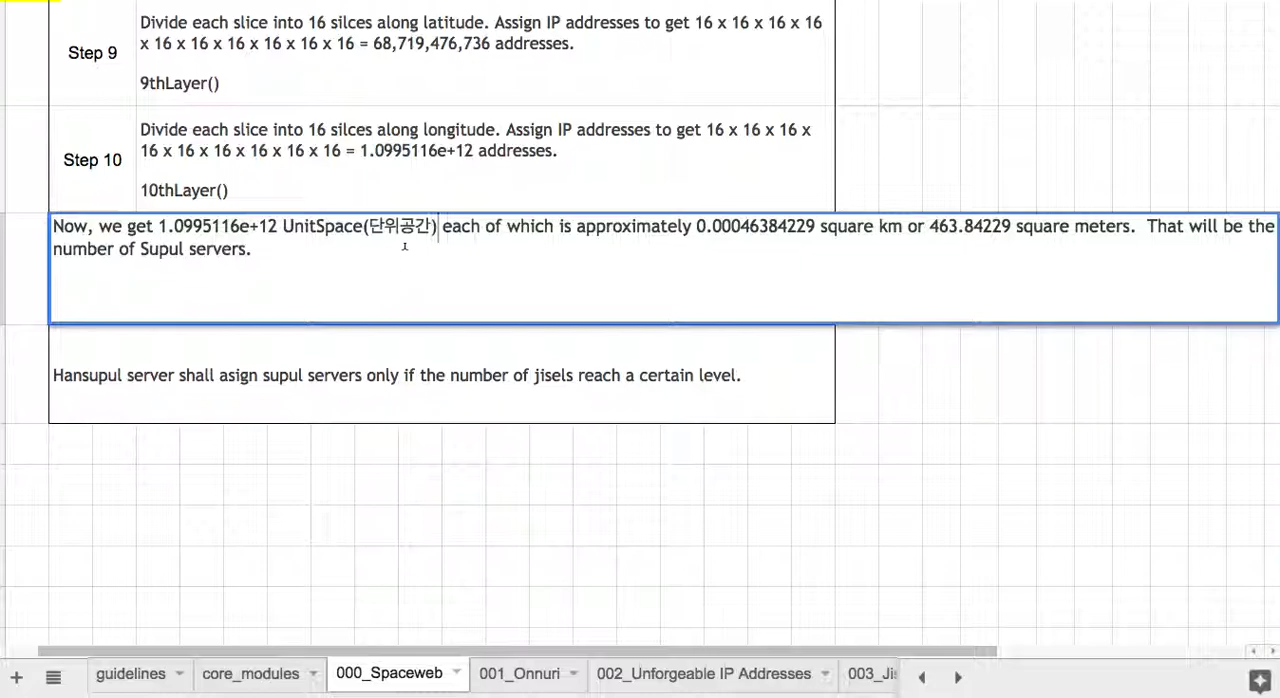 Divide each slice into 16 silces along latitude. Assign IP addresses to get 16 x 16 x 16 x 16
Step 9
x 16 x 16 x 16 x 16 x 16 = 68,719,476,736 addresses.
9thLayer()
Divide each slice into 16 silces along longitude. Assign IP addresses to get 16 x 16 x 16 x
Step 10
16 x 16 x 16 x 16 x 16 x 16 = 1.0995116e+12 addresses.
10thLayer()
Now, we get 1.0995116e+12 UnitSpace(단위공간) each of which is approximately 0.00046384229 square km or 463.84229 square meters. That will be the
number of Supul servers.
Hansupul server shall asign supul servers only if the number of jisels reach a certain level.
guidelines core_modules 000_Spaceweb 001_Onnuri 002_Unforgeable IP Addresses